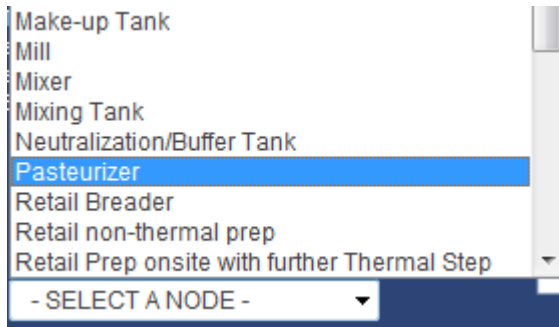 Make-up Tank
Mill
Mixer
Mixing Tank
Neutralization/Buffer Tank
Pasteurizer
Retail Breader
Retail non-thermal prep
Retail Prep onsite with further Thermal Step
- SELECT A NODE -